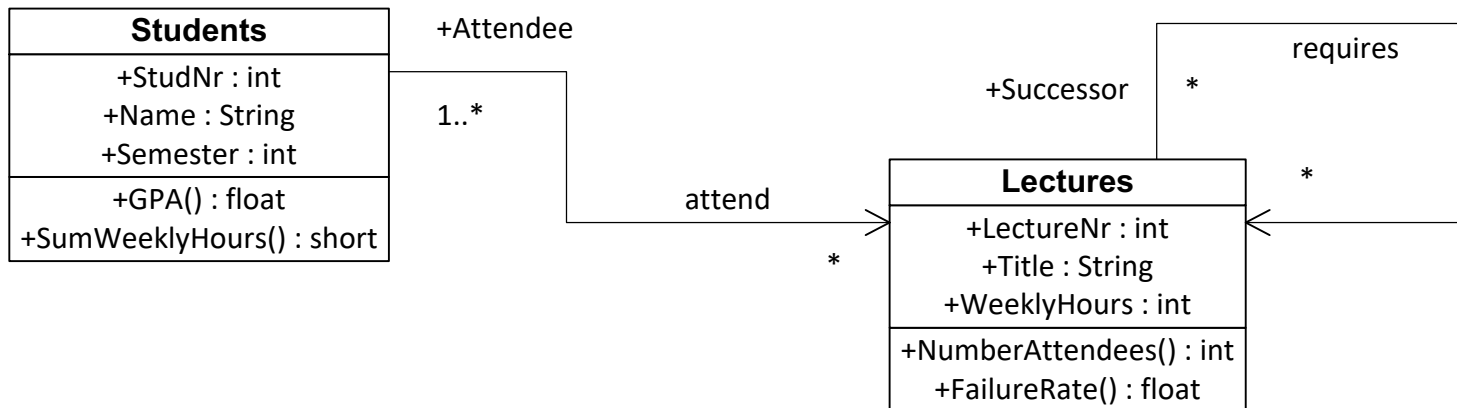 Students
+StudNr : int
+Name : String
+Semester : int
+GPA() : float
+SumWeeklyHours() : short
+Attendee
1..*
attend
*
+Successor
*
requires
*
Lectures
+LectureNr : int
+Title : String
+WeeklyHours : int
+NumberAttendees() : int
+FailureRate() : float